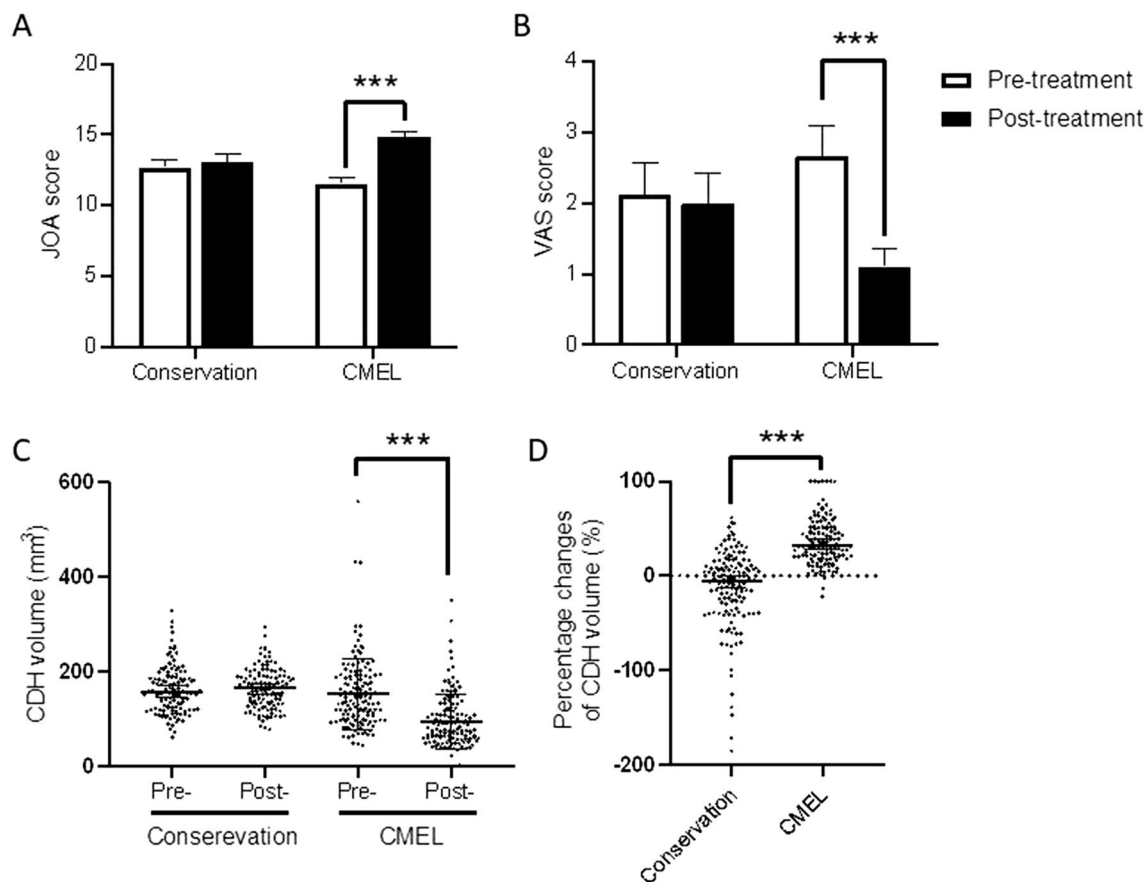 A
JOA score
20
15
10
5
0
***
Conservation CMEL
B
VAS score
4
3
2
1
0
***
Conservation CMEL
Pre-treatment
Post-treatment
C
CDH volume (mm³)
600
400
200
0
***
Pre- Post- Pre- Post-
Conserevation CMEL
D
Percentage changes
of CDH volume (%)
100
0
-100
-200
***
Conservation
CMEL